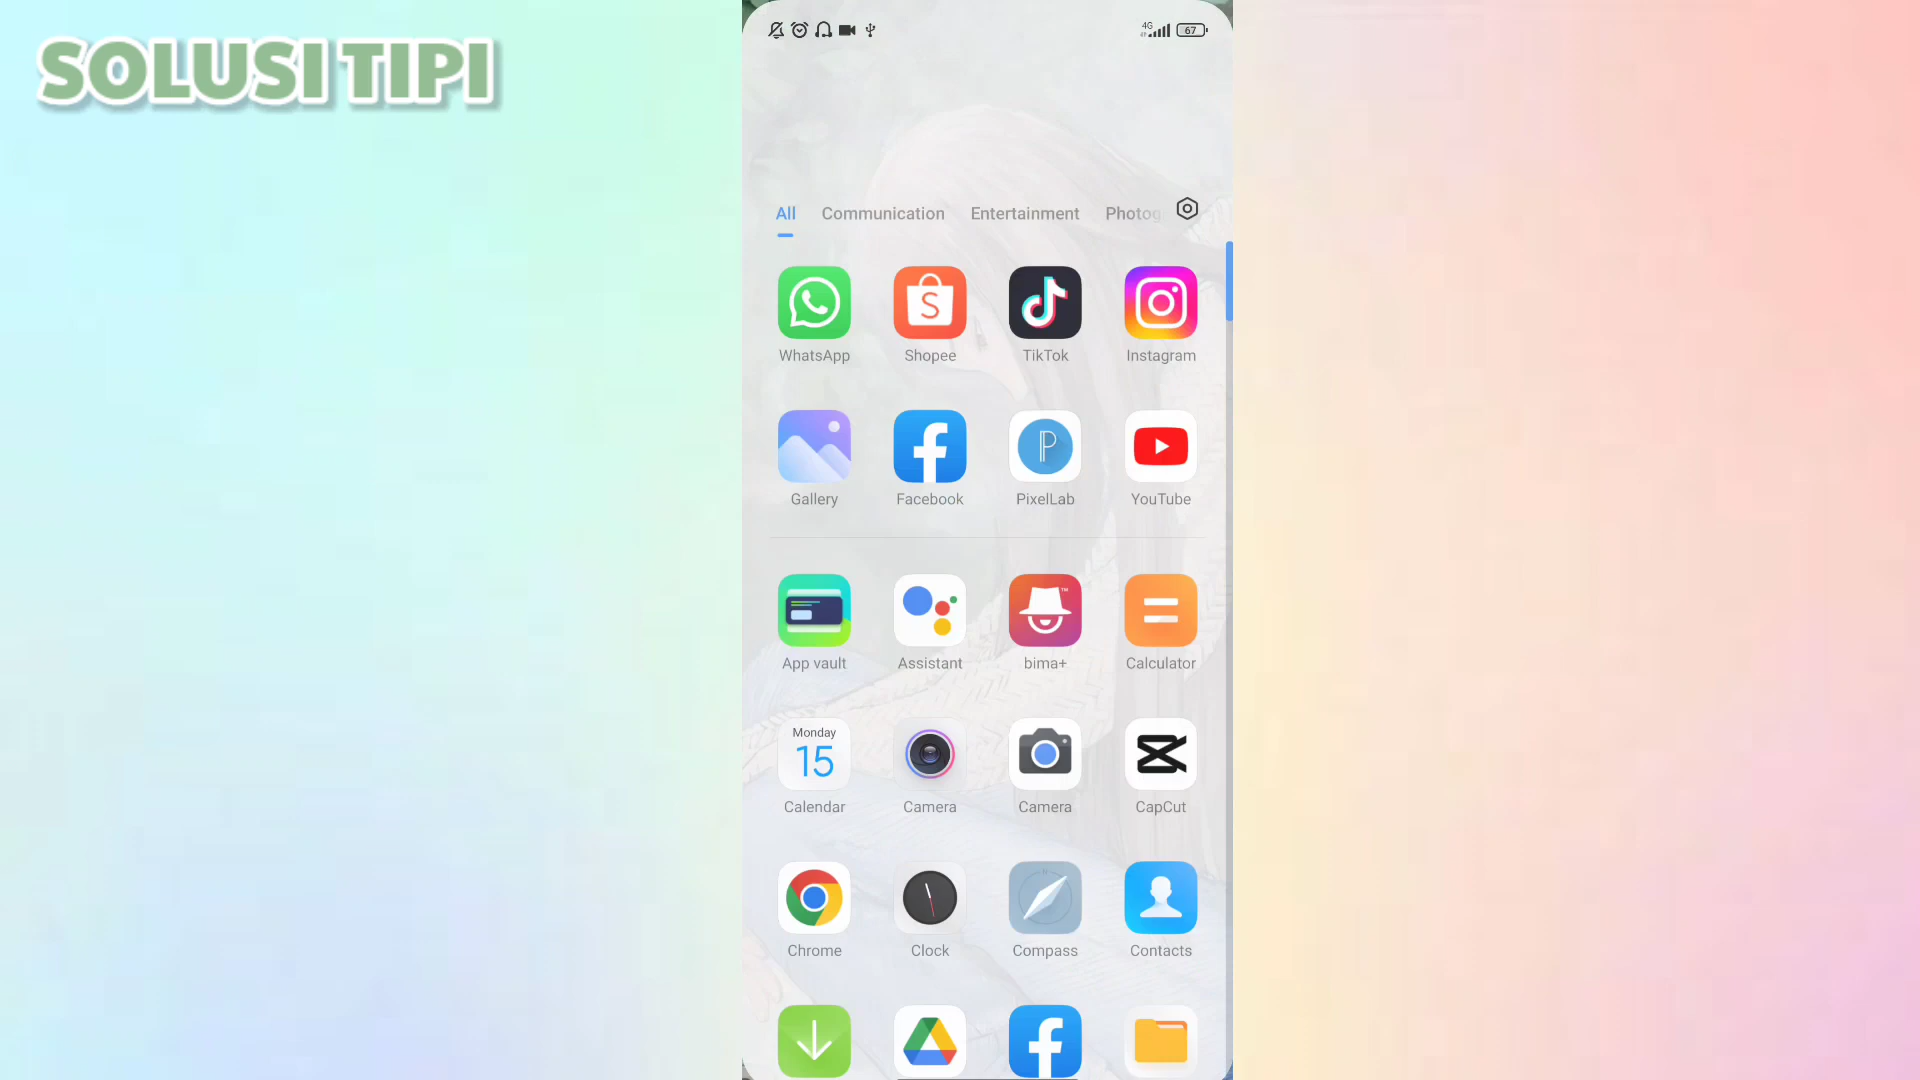 SOLUSI TIPI
4G
67
All Communication Entertainment Photog
WhatsApp Shopee TikTok Instagram
Gallery Facebook PixelLab YouTube
App vault Assistant bima+ Calculator
Monday
15
Calendar Camera Camera CapCut
Chrome Clock Compass Contacts